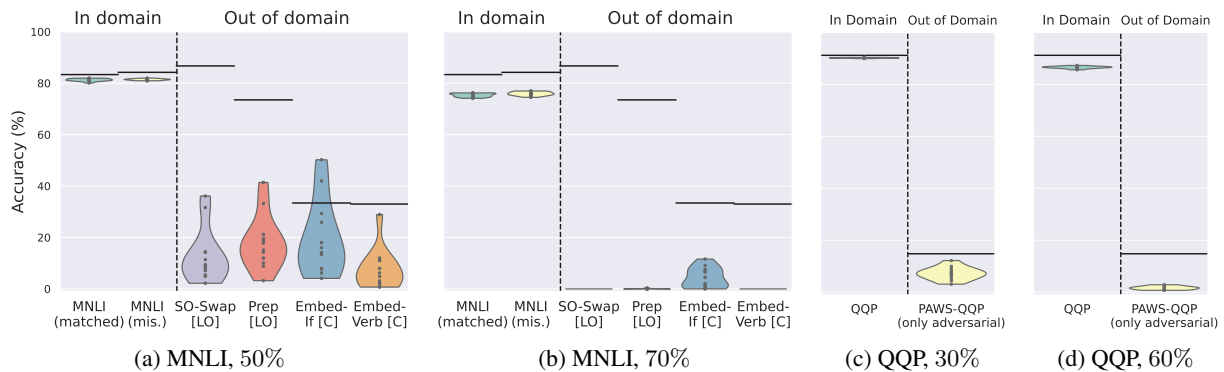 In domain Out of domain
In domain Out of domain
In Domain Out of Domain
In Domain Out of Domain
Accuracy (%)
100
80
60
40
20
0
MNLI (matched)
MNLI (mis.)
SO-Swap [LO]
Prep [LO]
Embed-If [C]
Embed-Verb [C]
MNLI (matched)
MNLI (mis.)
SO-Swap [LO]
Prep [LO]
Embed-If [C]
Embed-Verb [C]
QQP
PAWS-QQP (only adversarial)
QQP
PAWS-QQP (only adversarial)
(a) MNLI, 50%
(b) MNLI, 70%
(c) QQP, 30%
(d) QQP, 60%